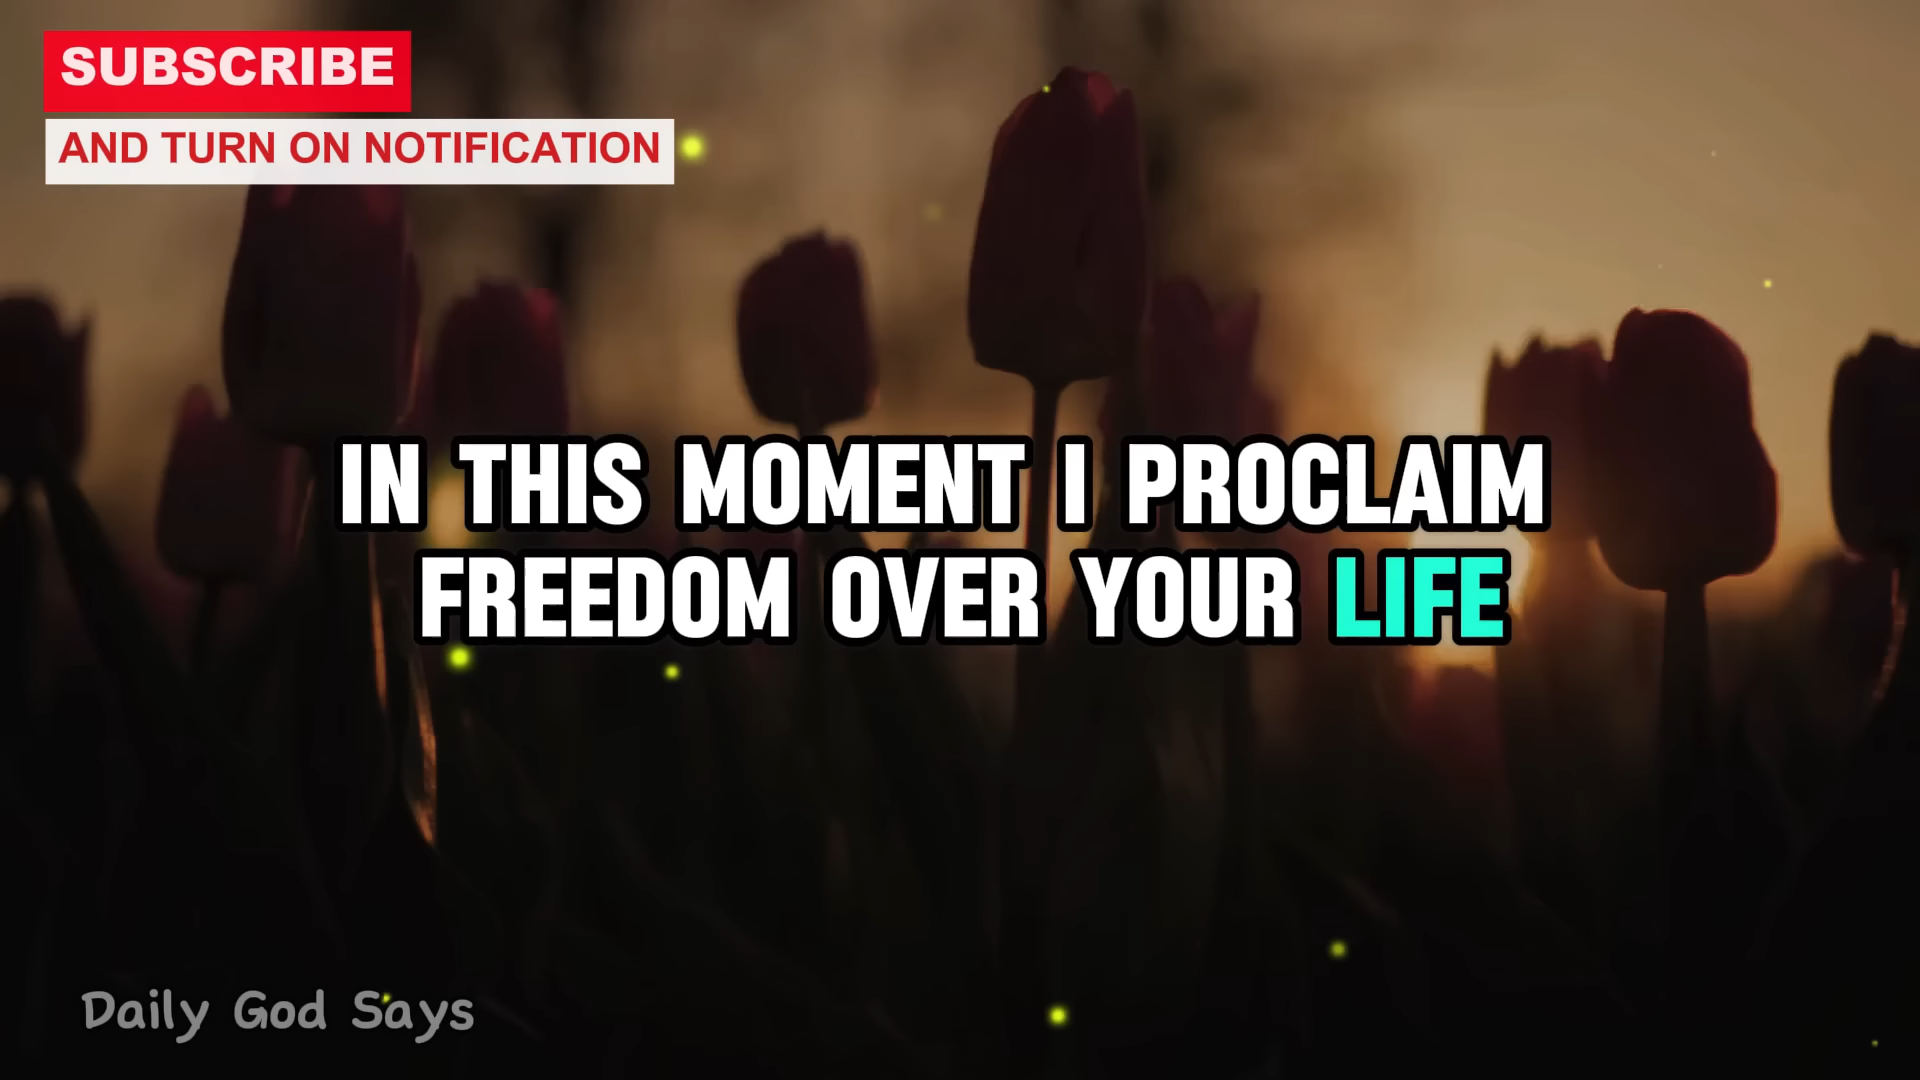 SUBSCRIBE
AND TURN ON NOTIFICATION
IN THIS MOMENT I PROCLAIM
FREEDOM OVER YOUR LIFE
Daily God Says